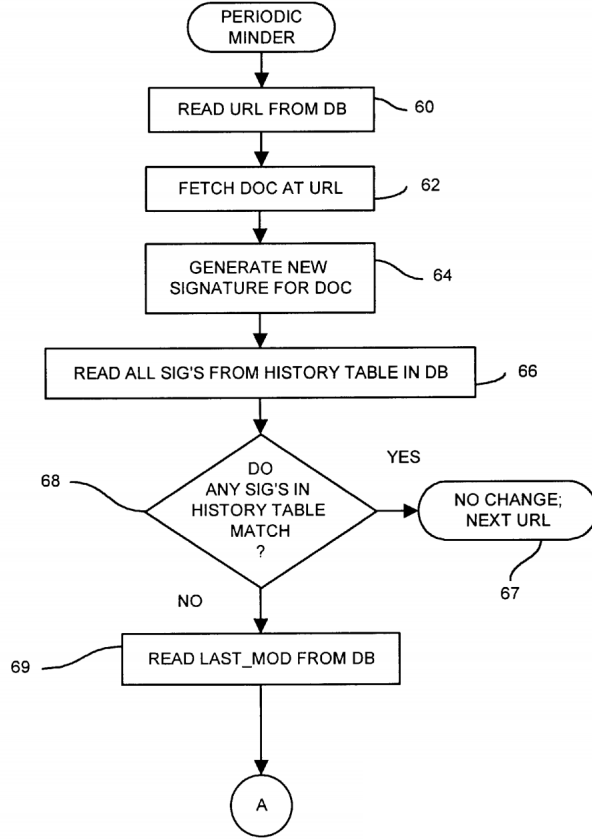 PERIODIC
MINDER
READ URL FROM DB
60
FETCH DOC AT URL
62
GENERATE NEW
SIGNATURE FOR DOC
64
READ ALL SIG'S FROM HISTORY TABLE IN DB
66
68
DO
ANY SIG'S IN
HISTORY TABLE
MATCH
?
YES
NO CHANGE;
NEXT URL
67
NO
69
READ LAST_MOD FROM DB
A